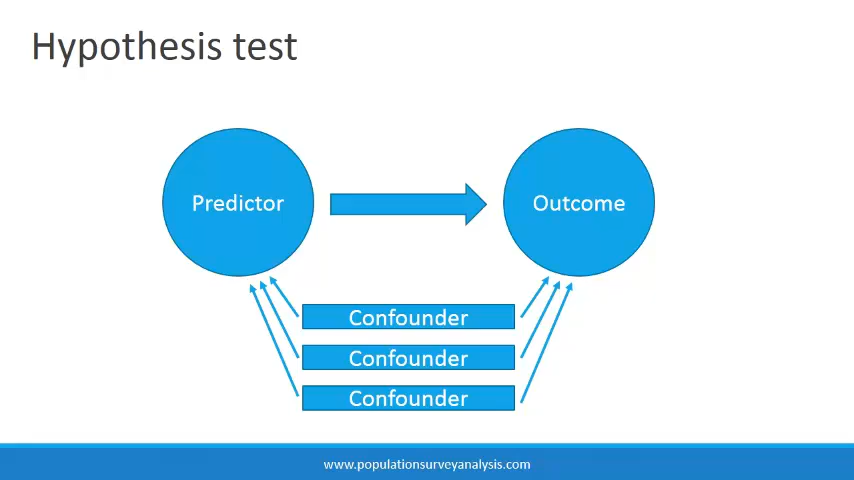 Hypothesis test
Predictor
Outcome
Confounder
Confounder
Confounder
www.populationsurveyanalysis.com